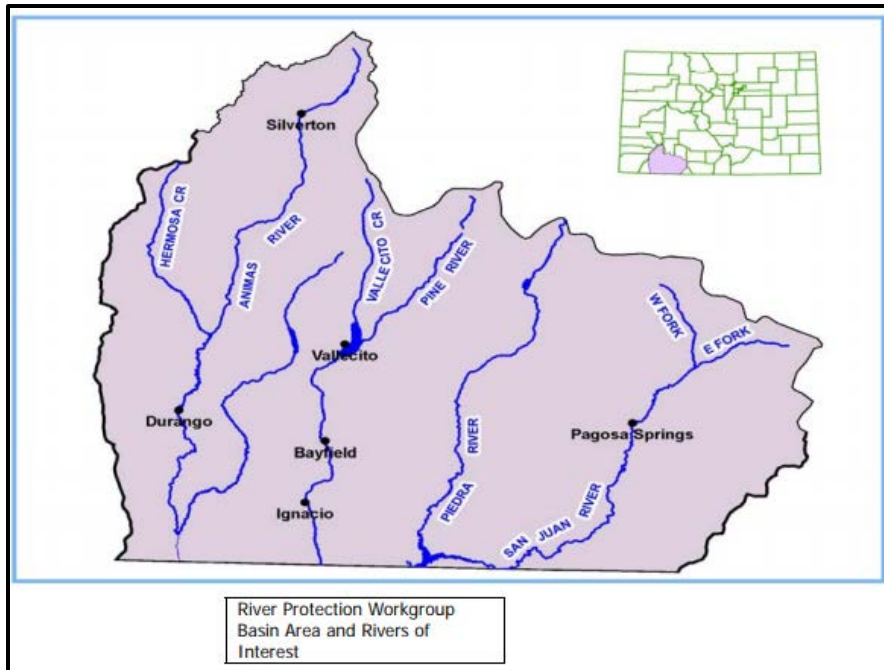 Silverton
HERMOSA CR
ANIMAS RIVER
VALLECITO CR
PINE RIVER
W FORK
E FORK
Vallecito
Durango
Pagosa Springs
Bayfield
PIEDRA RIVER
Ignacio
SAN JUAN RIVER
River Protection Workgroup
Basin Area and Rivers of
Interest